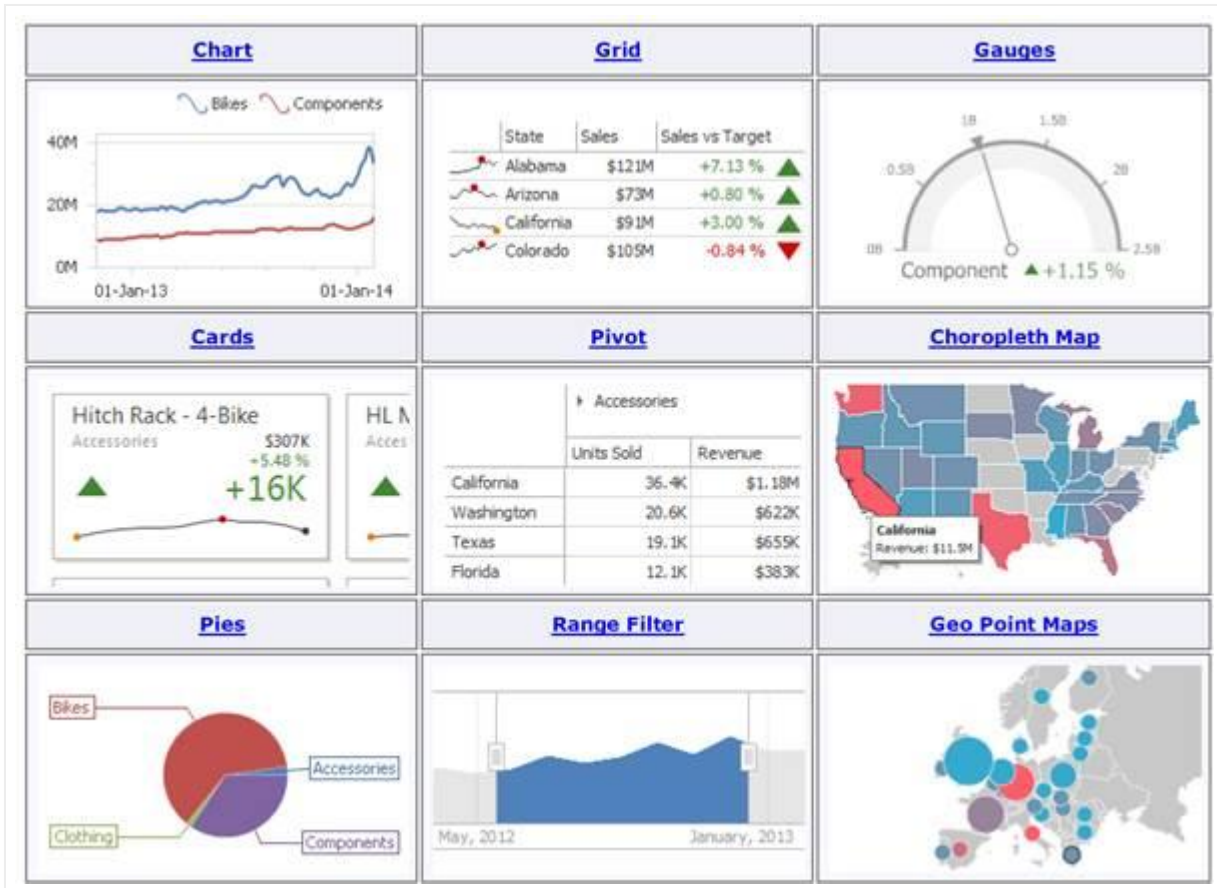 Chart
Grid
Gauges
Bikes Components
40M
20M
0M
01-Jan-13 01-Jan-14
State Sales Sales vs Target
Alabama $121M +7.13 %
Arizona $73M +0.80 %
California $91M +3.00 %
Colorado $105M -0.84 %
0B
0.5B
1B
1.5B
2B
2.5B
Component +1.15 %
Cards
Pivot
Choropleth Map
Hitch Rack - 4-Bike
Accessories $307K
+5.48 %
+16K
HL
Acces
Accessories
Units Sold Revenue
California 36.4K $1.18M
Washington 20.6K $622K
Texas 19.1K $655K
Florida 12.1K $383K
California
Revenue: $11.5M
Pies
Range Filter
Geo Point Maps
Bikes
Accessories
Clothing
Components
May, 2012 January, 2013